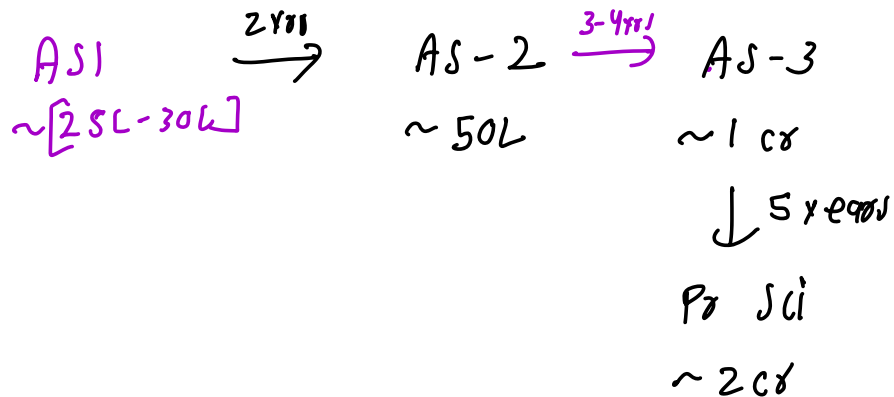 2 yrs 3-4 yrs
AS1 → AS-2 → AS-3
~[25L-30L] ~ 50L ~ 1 cr
↓ 5 years
Pr Sci
~ 2 cr